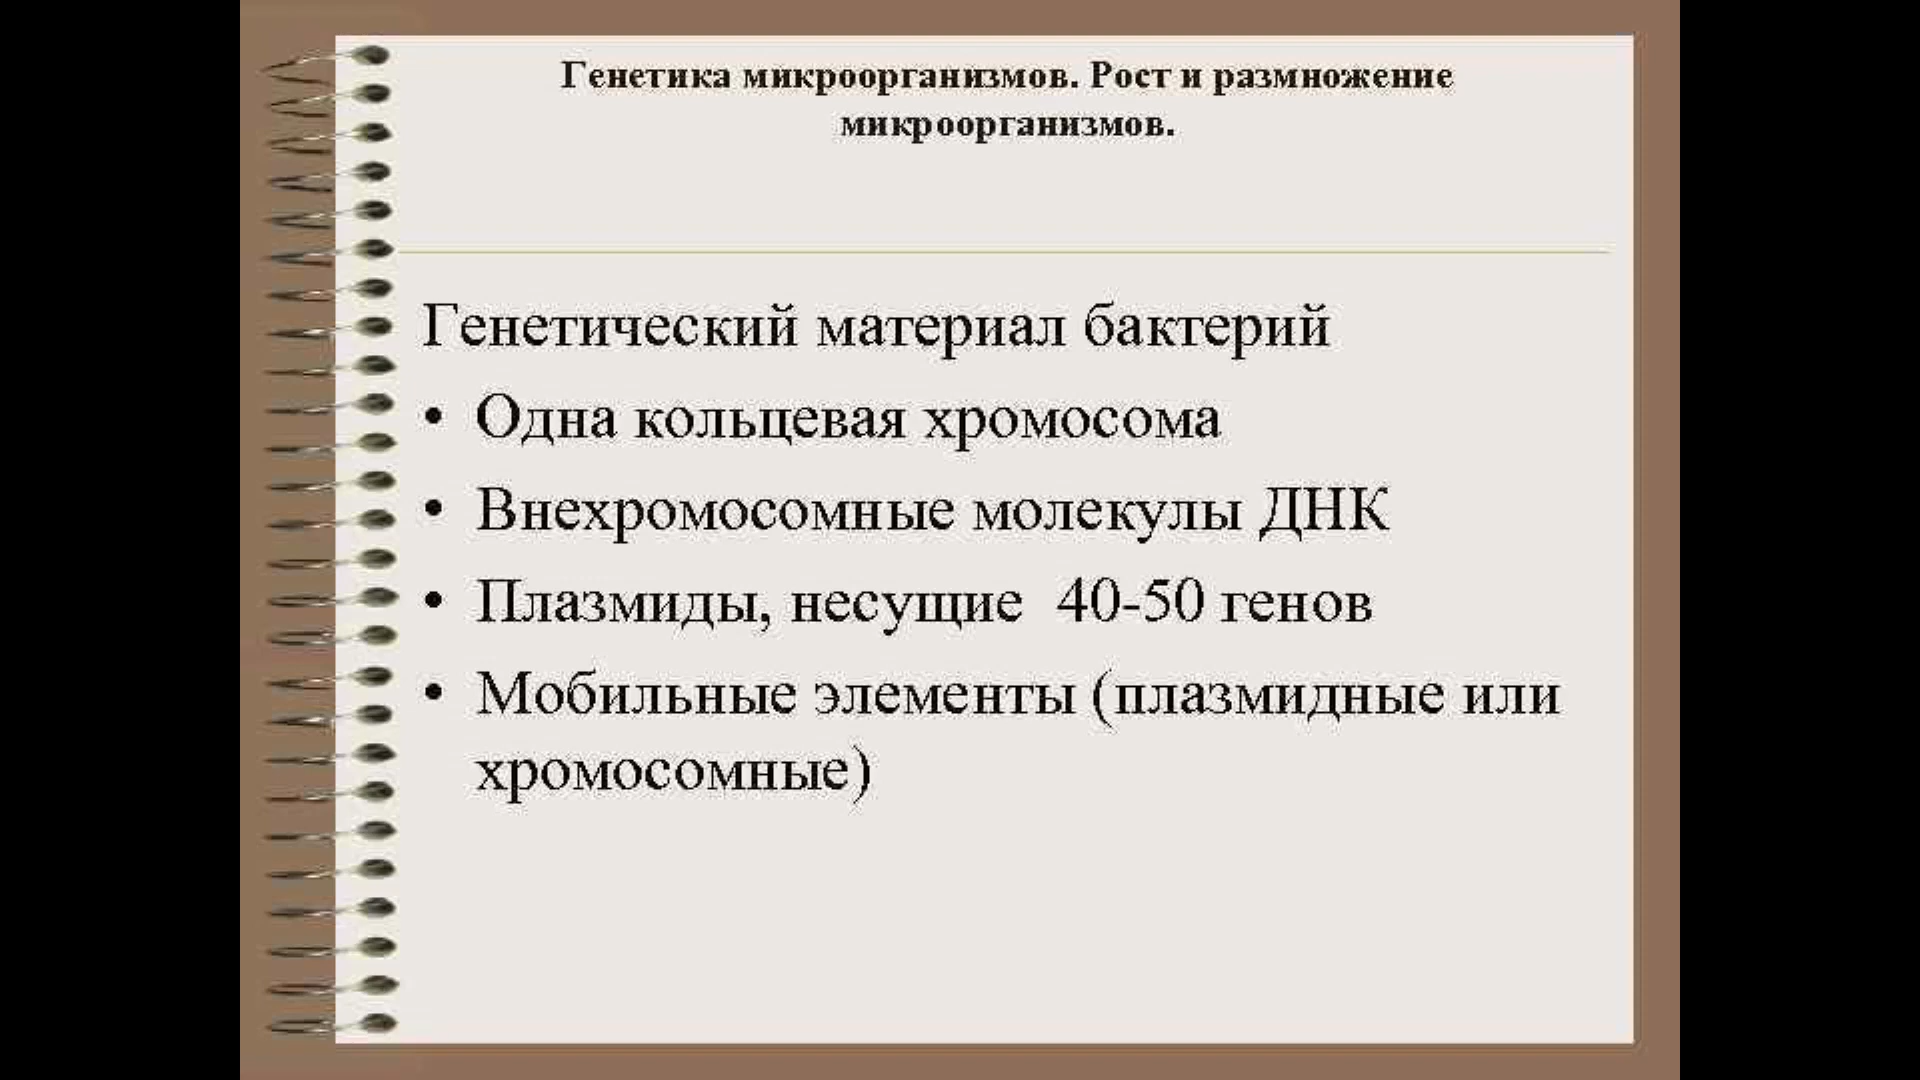 Генетика микроорганизмов. Рост и размножение
микроорганизмов.
Генетический материал бактерий
• Одна кольцевая хромосома
• Внехромосомные молекулы ДНК
• Плазмиды, несущие 40-50 генов
• Мобильные элементы (плазмидные или
хромосомные)